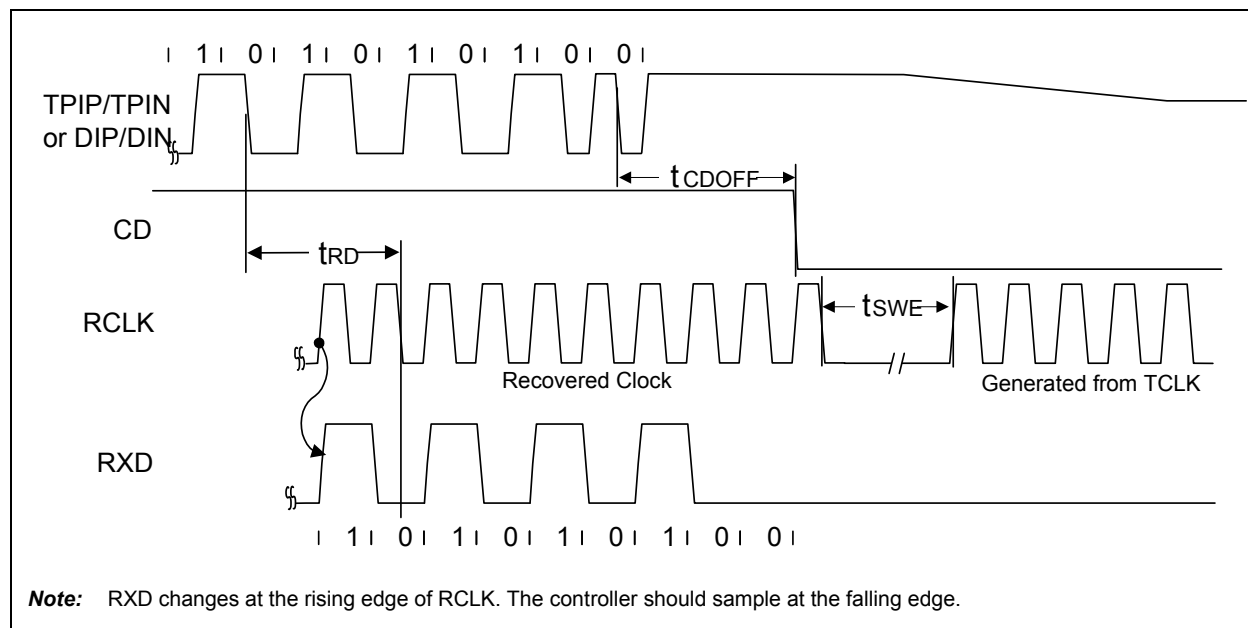 1 0 1 0 1 0 1 0 0
TPIP/TPIN
or DIP/DIN
tCDOFF
CD
tRD
RCLK
tSWE
Recovered Clock
Generated from TCLK
RXD
1 0 1 0 1 0 1 0 0
Note: RXD changes at the rising edge of RCLK. The controller should sample at the falling edge.